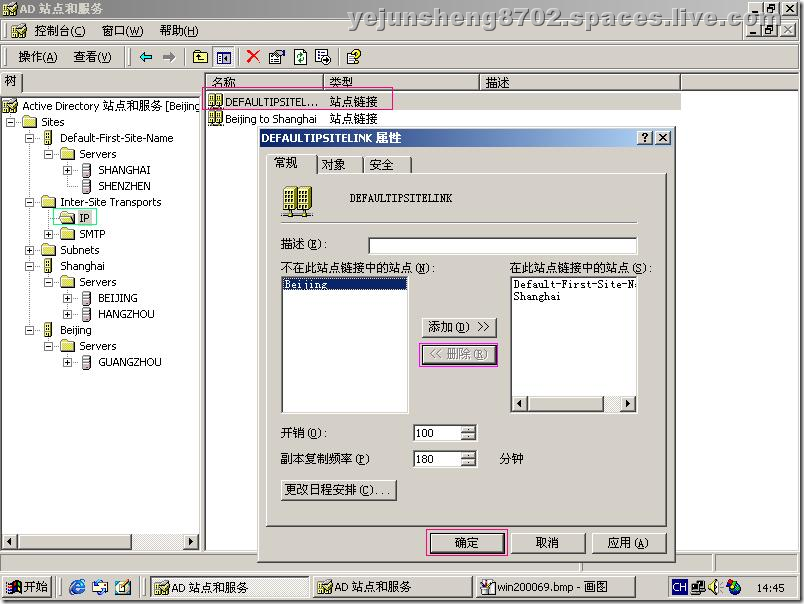 AD 站点和服务
yejunsheng8702.spaces.live.com
控制台(C) 窗口(W) 帮助(H)
操作(A) 查看(V)
树
名称 类型 描述
Active Directory 站点和服务 [Beijing
Sites
Default-First-Site-Name
Servers
SHANGHAI
SHENZHEN
Inter-Site Transports
IP
SMTP
Subnets
Shanghai
Servers
BEIJING
HANGZHOU
Beijing
Servers
GUANGZHOU
DEFAULTIPSITEL... 站点链接
Beijing to Shanghai 站点链接
DEFAULTIPSITELINK 属性
常规 对象 安全
DEFAULTIPSITELINK
描述(E):
不在此站点链接中的站点(N): 在此站点链接中的站点(S):
Beijing
Default-First-Site-Na
Shanghai
添加(D) >>
<< 删除(R)
开销(O): 100
副本复制频率(P) 180 分钟
更改日程安排(C)...
确定 取消 应用(A)
开始 AD 站点和服务 AD 站点和服务 win200069.bmp - 画图 CH 14:45